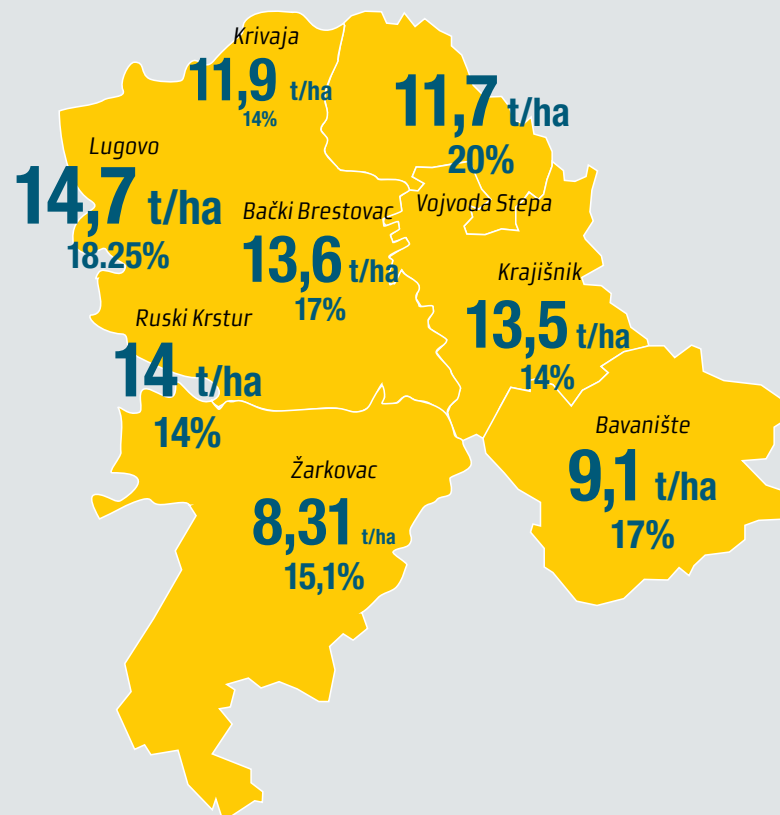 Krivaja
11,9 t/ha
14%
11,7 t/ha
20%
Vojvoda Stepa
Lugovo
14,7 t/ha
18.25%
Bački Brestovac
13,6 t/ha
17%
Krajišnik
13,5 t/ha
14%
Ruski Krstur
14 t/ha
14%
Bavanište
9,1 t/ha
17%
Žarkovac
8,31 t/ha
15,1%